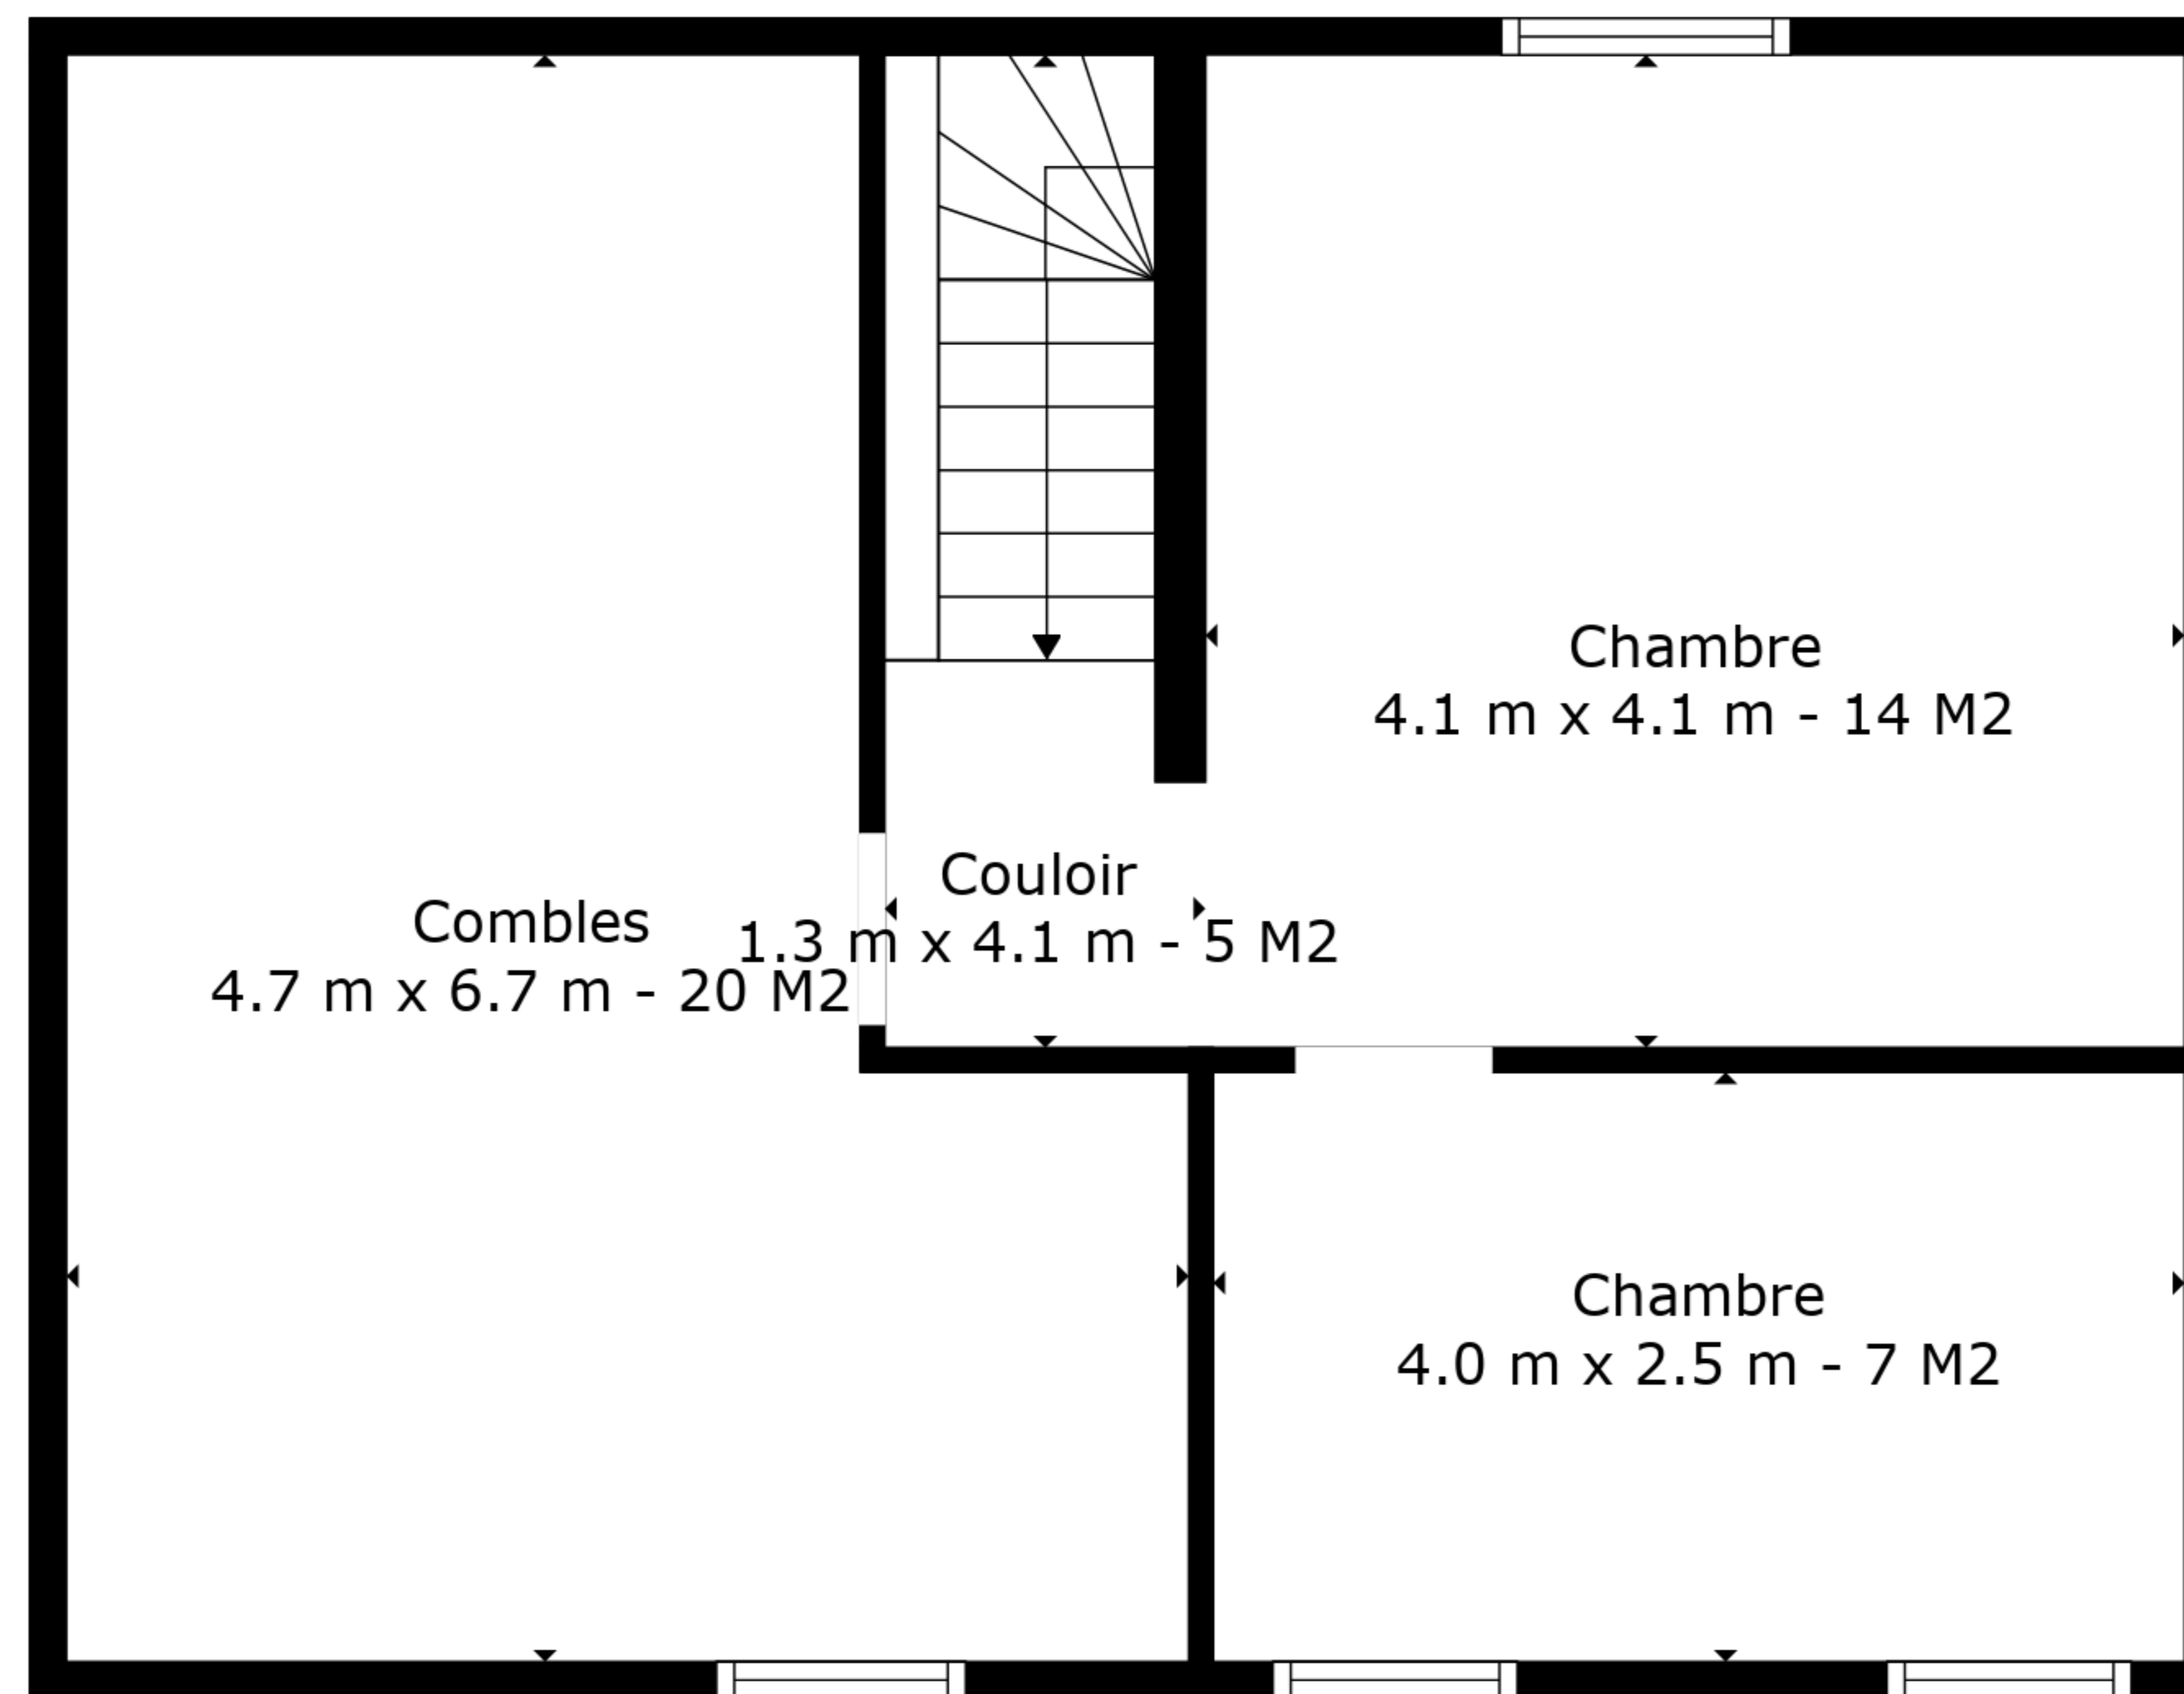 Chambre
4.1 m x 4.1 m - 14 M2
Couloir
1.3 m x 4.1 m - 5 M2
Combles
4.7 m x 6.7 m - 20 M2
Chambre
4.0 m x 2.5 m - 7 M2